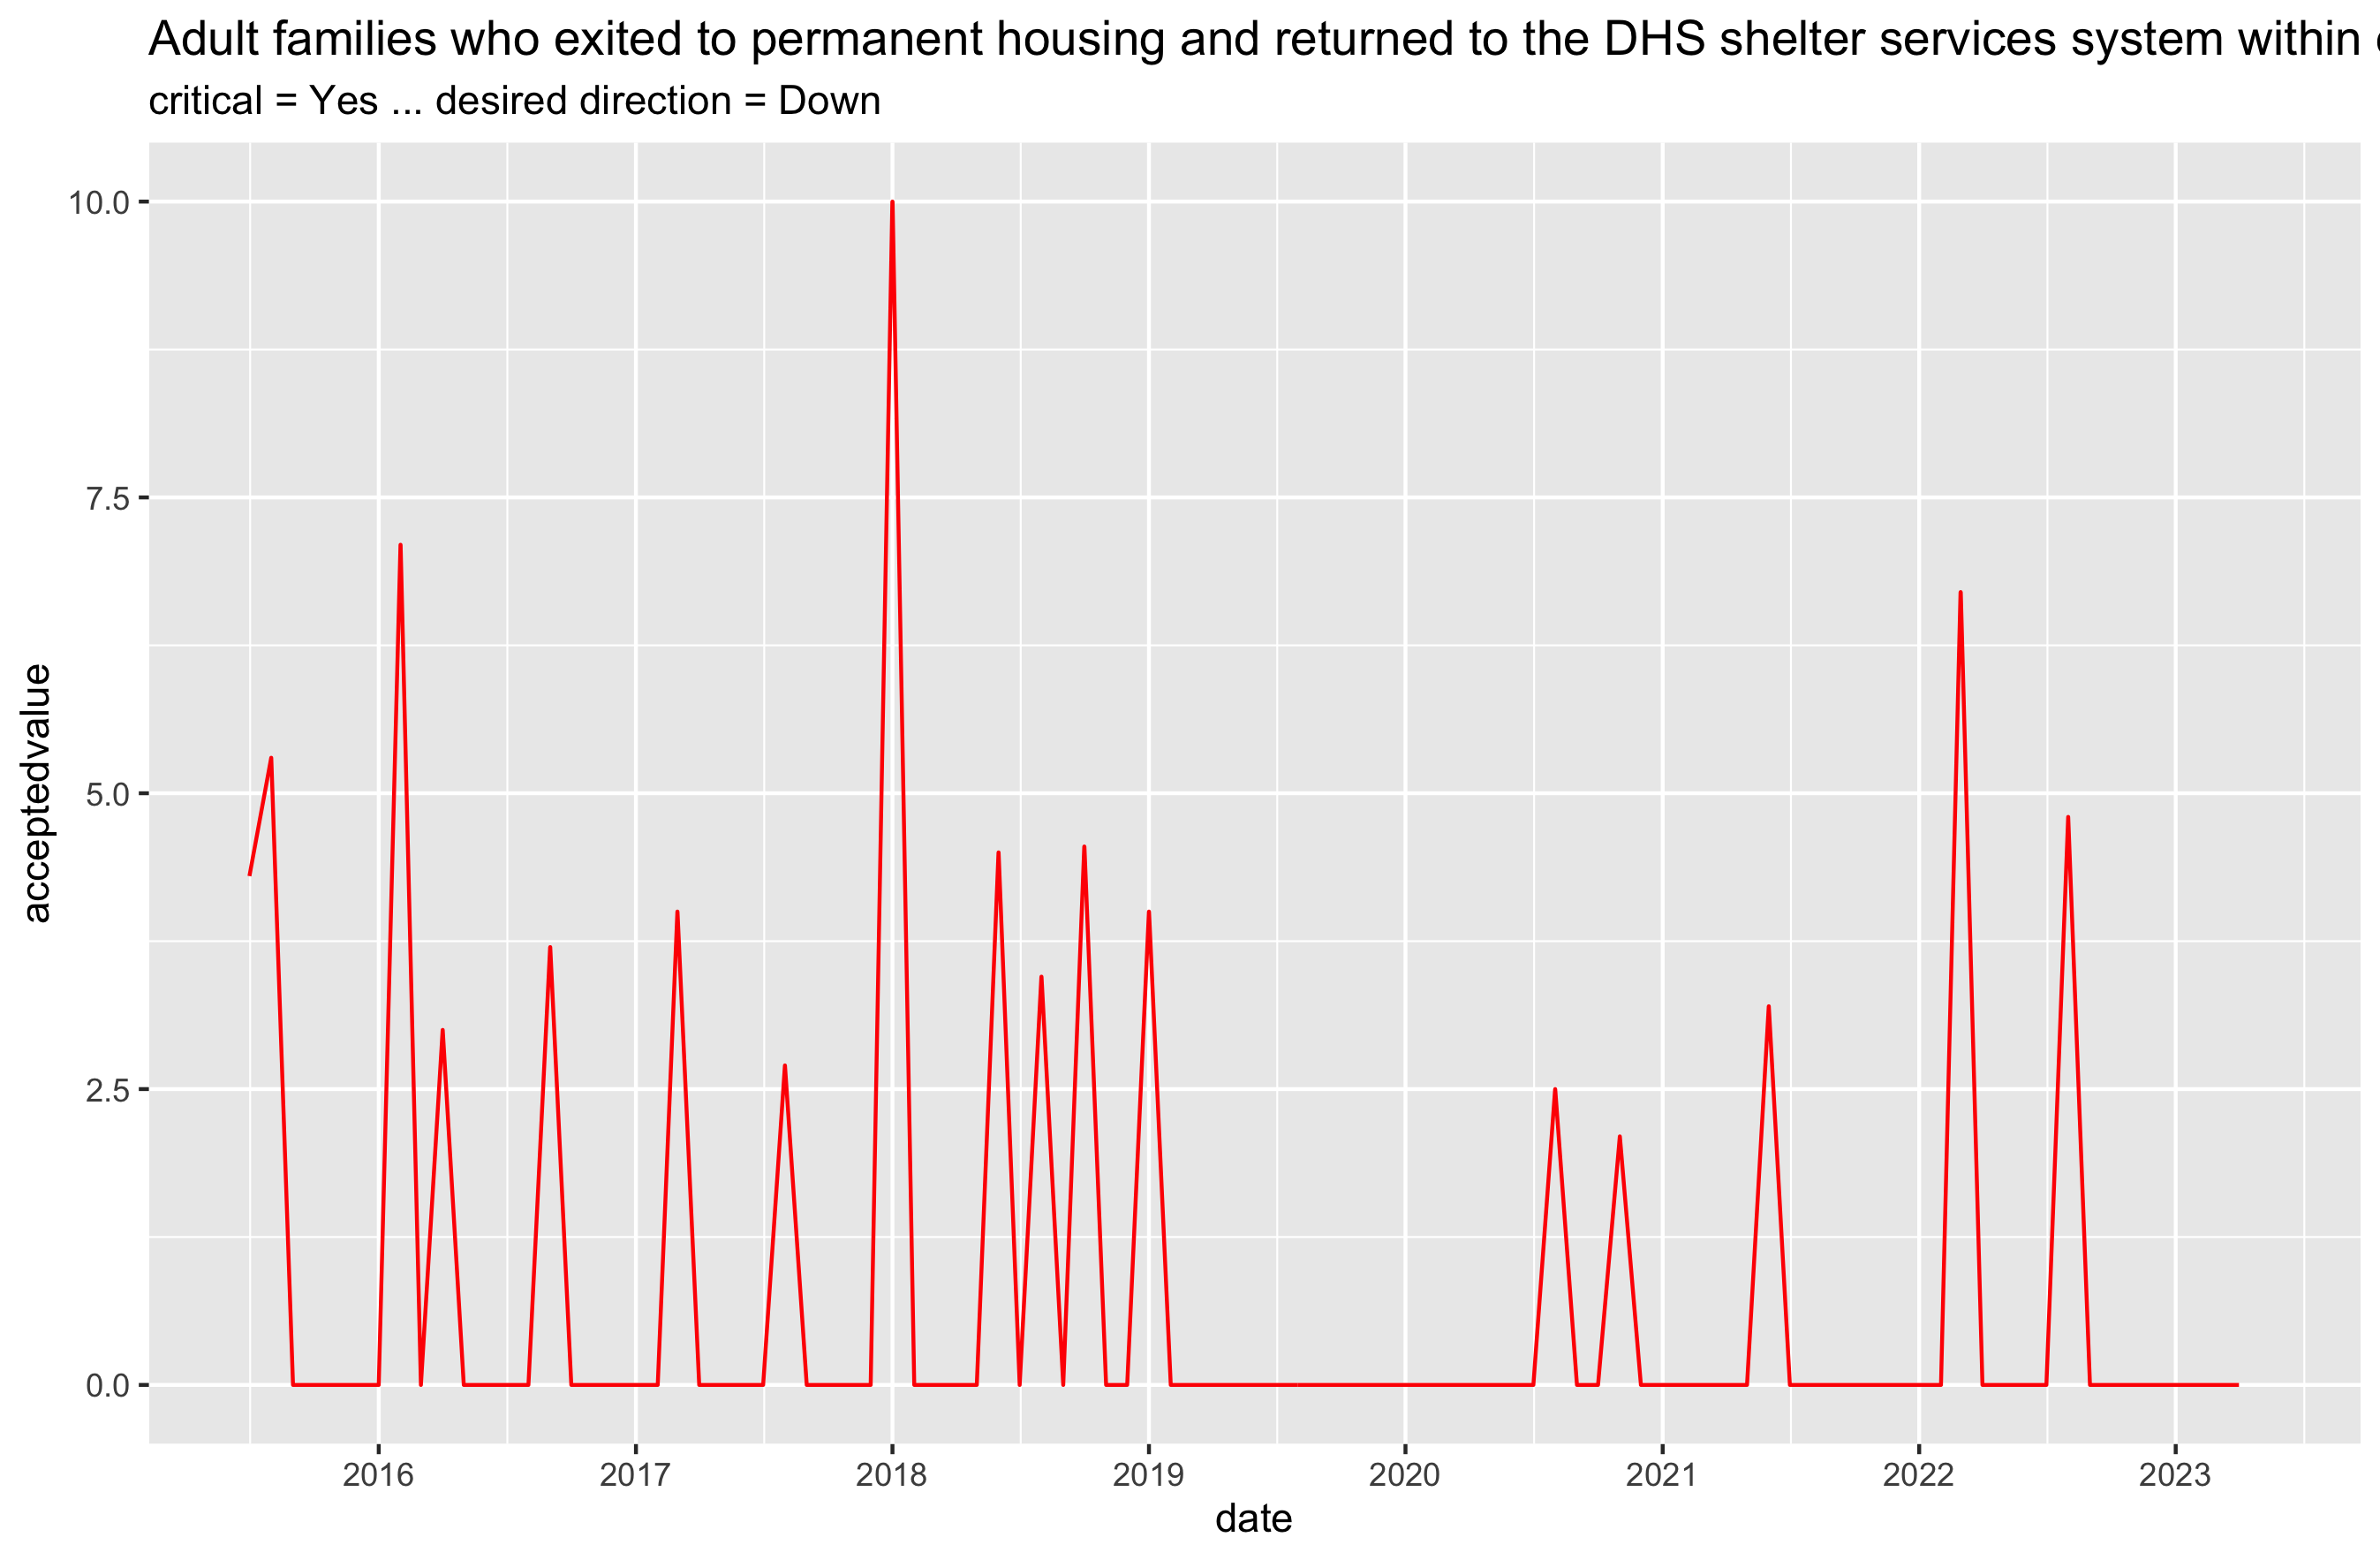 Adult families who exited to permanent housing and returned to the DHS shelter services system within
critical = Yes ... desired direction = Down
acceptedvalue
10.0
7.5
5.0
2.5
0.0
2016 2017 2018 2019 2020 2021 2022 2023
date